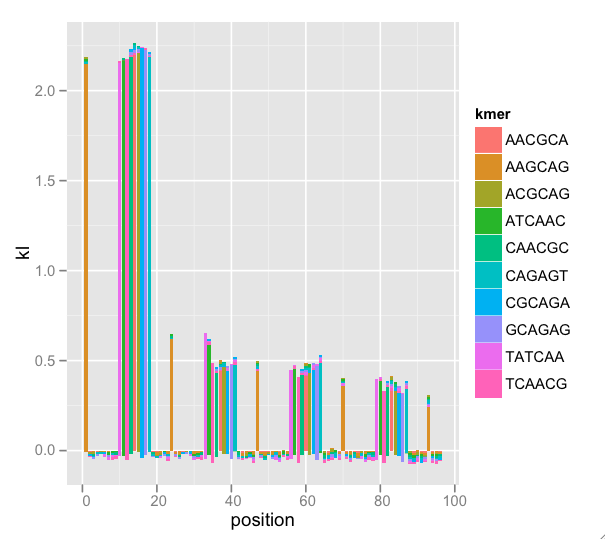 2.0
1.5
1.0
0.5
0.0
kl
0
20
40
60
80
100
position
kmer
AACGCA
AAGCAG
ACGCAG
ATCAAC
CAACGC
CAGAGT
CGCAGA
GCAGAG
TATCAA
TCAACG